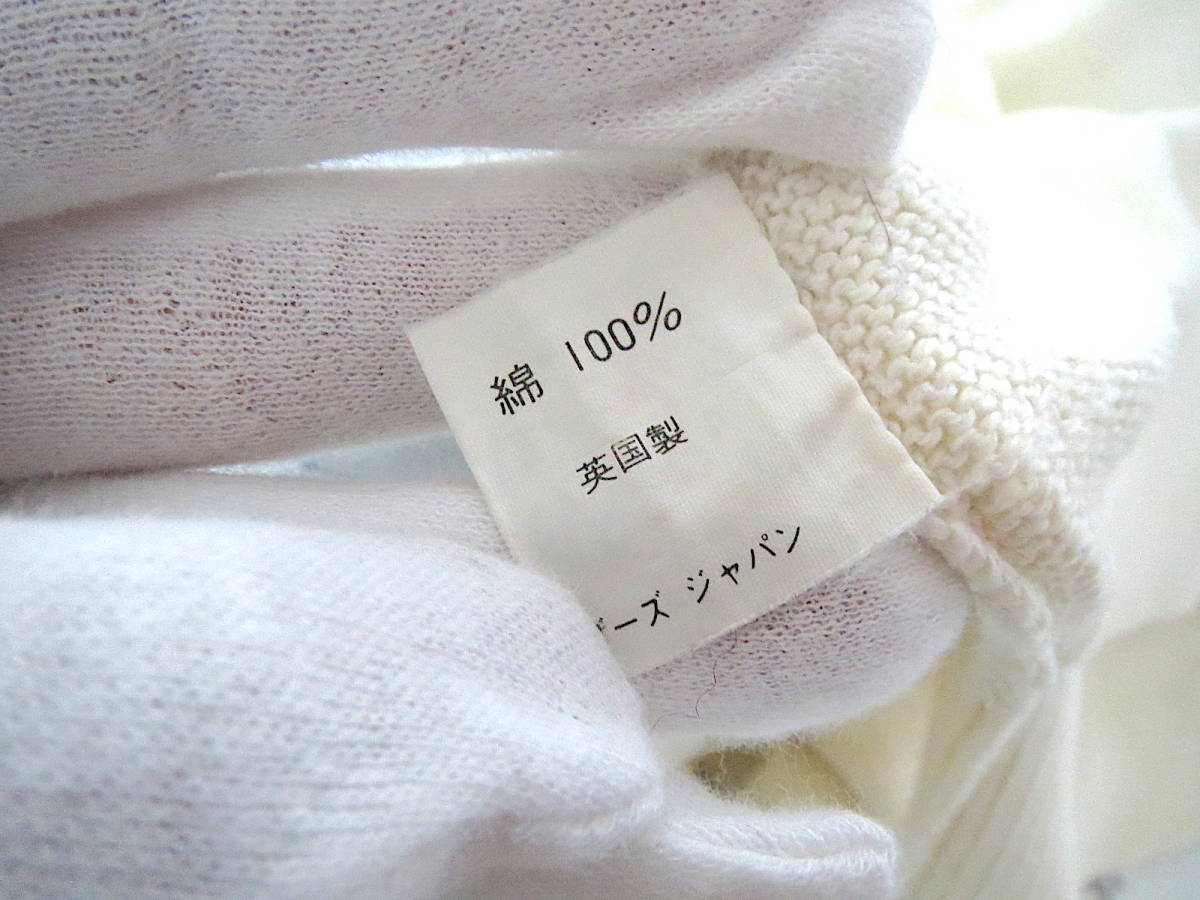 綿 100%
英国製
ーズ ジャパン